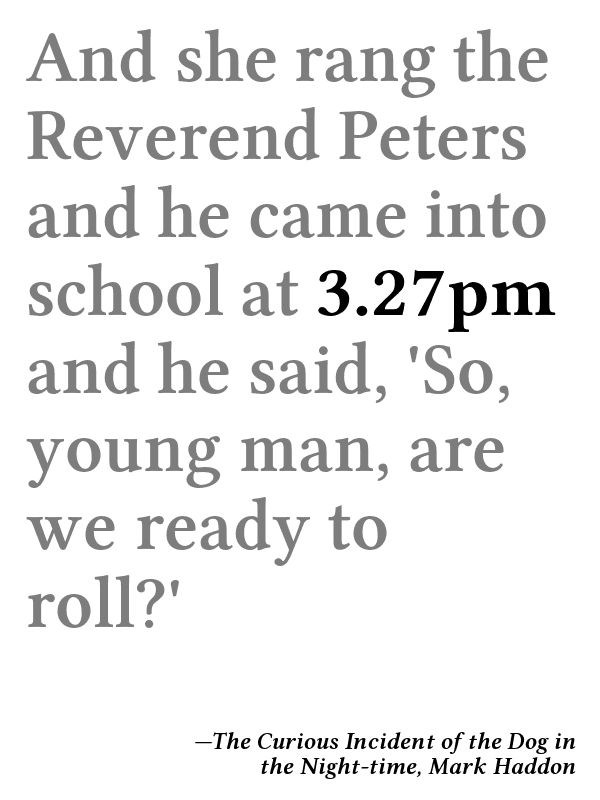 And she rang the
Reverend Peters
and he came into
school at 3.27pm
and he said, 'So,
young man, are
we ready to
roll?'
—The Curious Incident of the Dog in
the Night-time, Mark Haddon